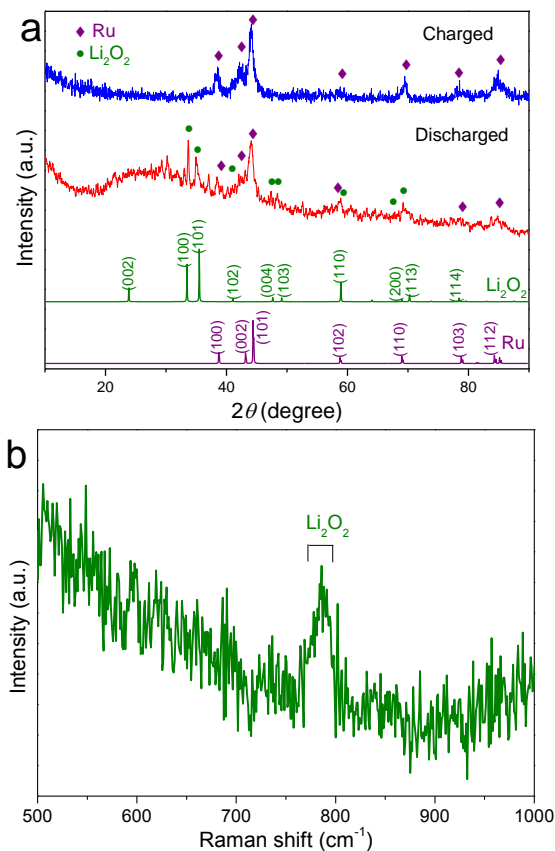 a
♦ Ru
● Li₂O₂
Charged
Discharged
(002)
(100)
(101)
(102)
(004)
(103)
(110)
(200)
(113)
(114)
Li₂O₂
(100)
(002)
(101)
(102)
(110)
(103)
(112)
Ru
Intensity (a.u.)
20 40 60 80
2θ (degree)
b
Li₂O₂
Intensity (a.u.)
500 600 700 800 900 1000
Raman shift (cm⁻¹)